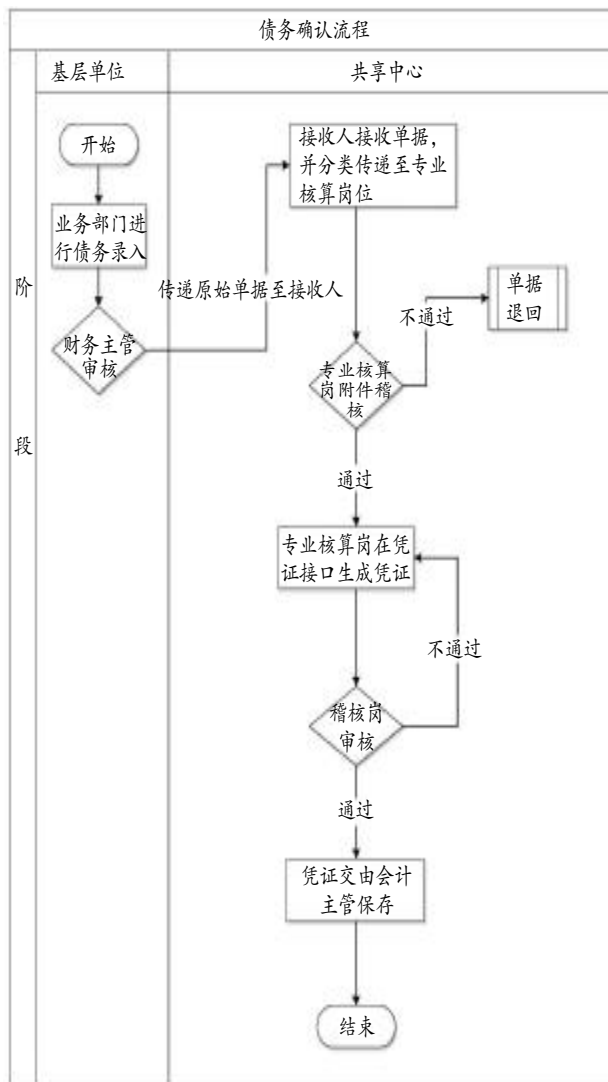 债务确认流程
基层单位
共享中心
阶
段
开始
业务部门进
行债务录入
财务主管
审核
传递原始单据至接收人
接收人接收单据，
并分类传递至专业
核算岗位
专业核算
岗附件稽
核
不通过
单据
退回
通过
专业核算岗在凭
证接口生成凭证
不通过
稽核岗
审核
通过
凭证交由会计
主管保存
结束